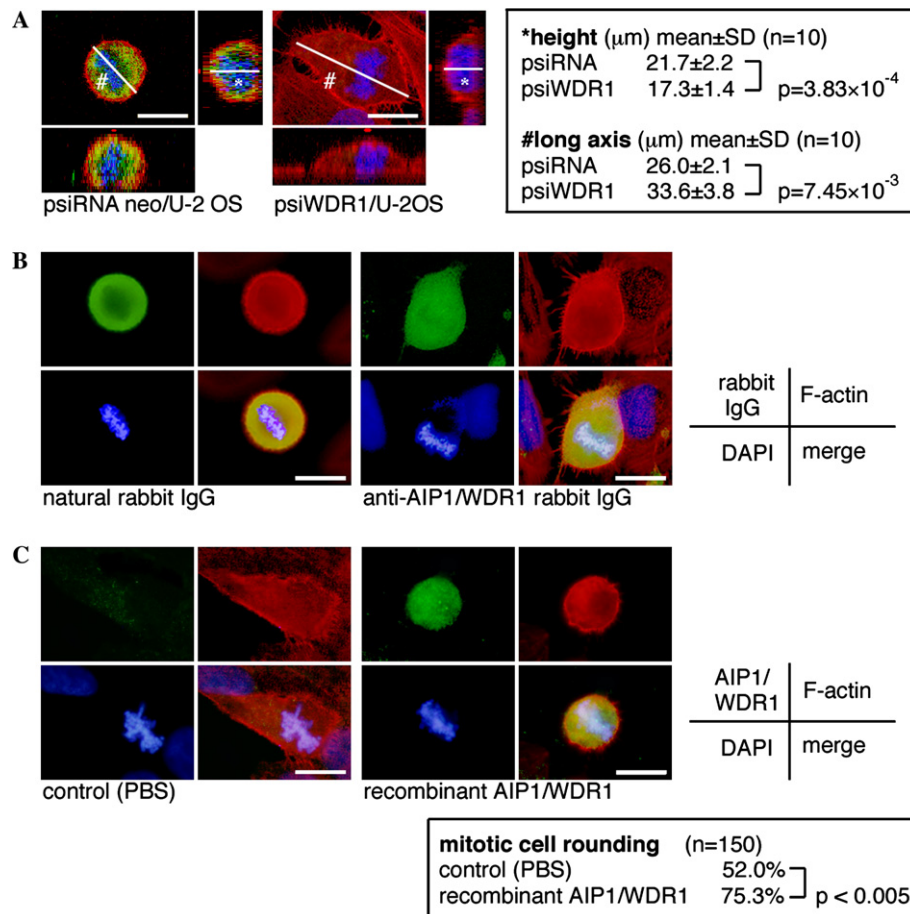 A
#
*
#
*
psiRNA neo/U-2 OS
psiWDR1/U-2OS
*height (μm) mean±SD (n=10)
psiRNA 21.7±2.2
psiWDR1 17.3±1.4 p=3.83×10⁻⁴
#long axis (μm) mean±SD (n=10)
psiRNA 26.0±2.1
psiWDR1 33.6±3.8 p=7.45×10⁻³
B
natural rabbit IgG
anti-AIP1/WDR1 rabbit IgG
rabbit IgG F-actin
DAPI merge
C
control (PBS)
recombinant AIP1/WDR1
AIP1/ WDR1 F-actin
DAPI merge
mitotic cell rounding (n=150)
control (PBS) 52.0%
recombinant AIP1/WDR1 75.3% p < 0.005